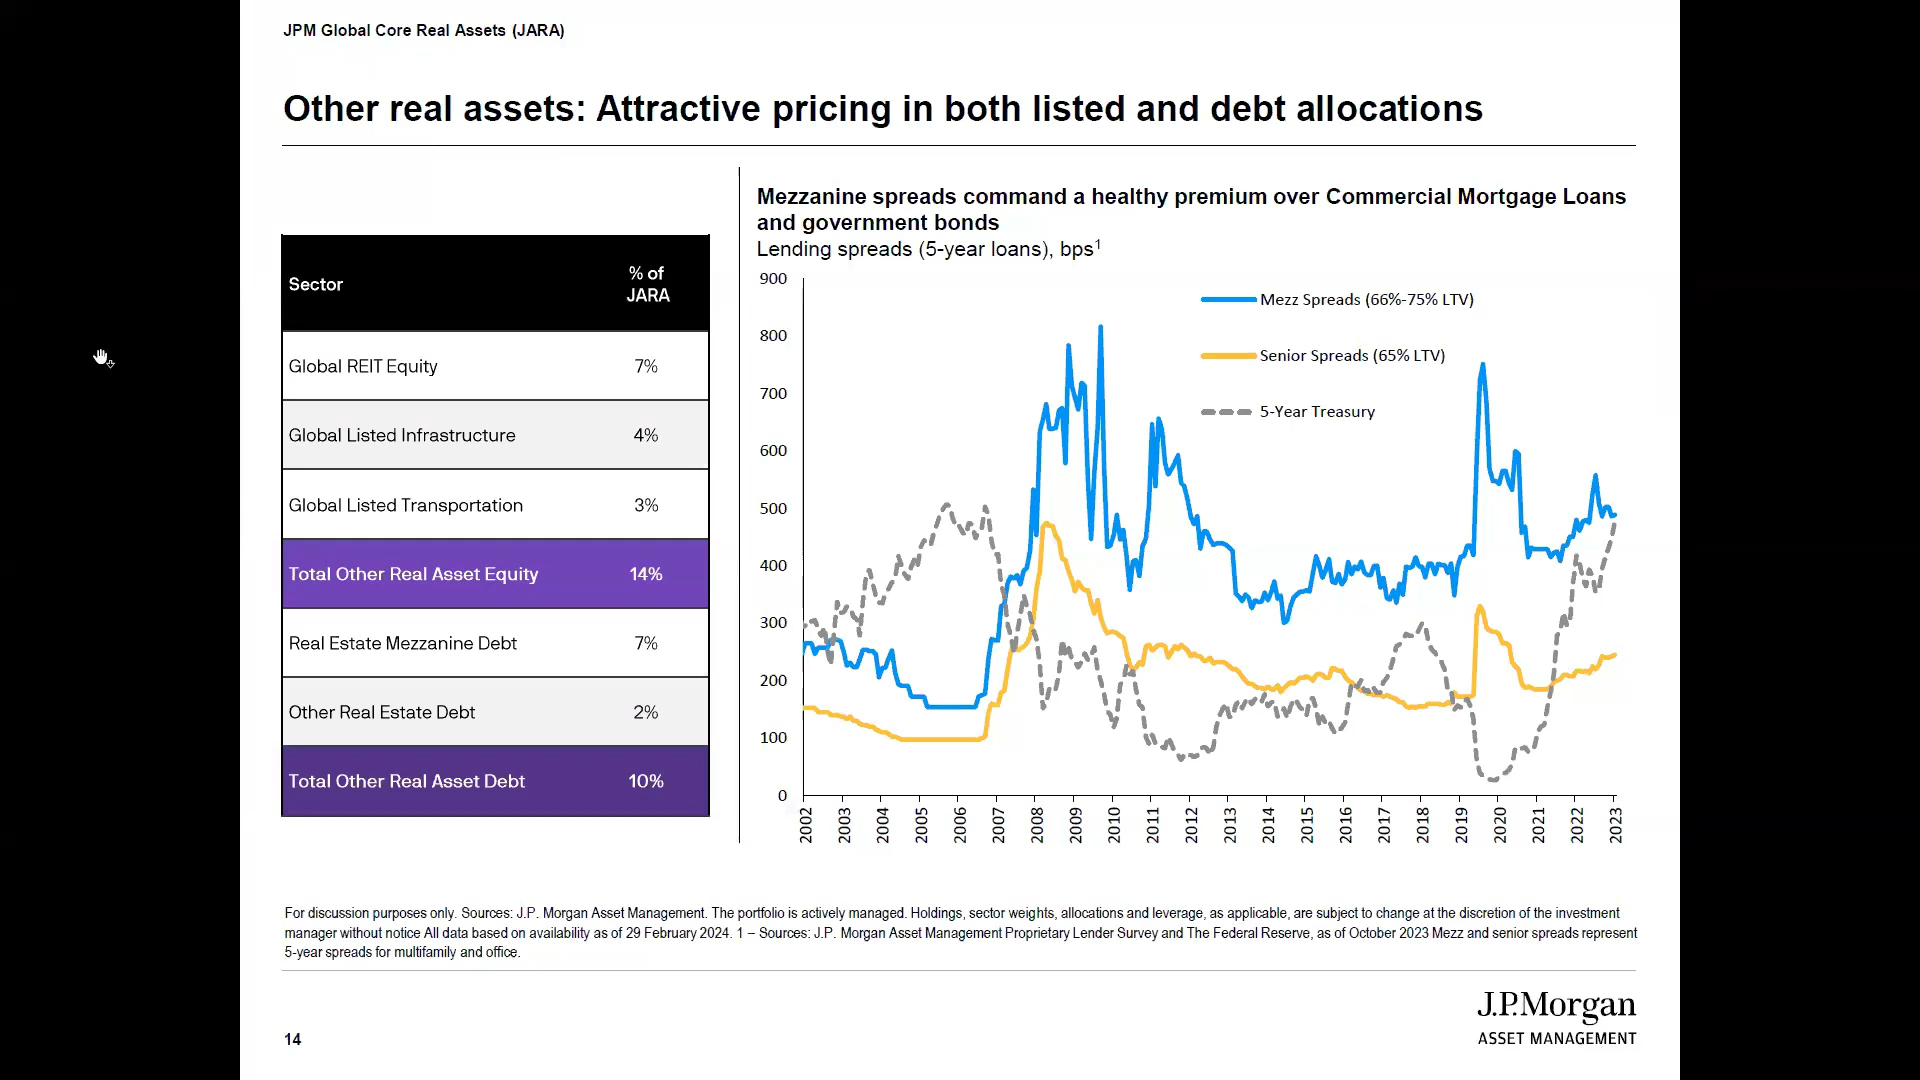 JPM Global Core Real Assets (JARA)
Other real assets: Attractive pricing in both listed and debt allocations
Sector % of JARA
Global REIT Equity 7%
Global Listed Infrastructure 4%
Global Listed Transportation 3%
Total Other Real Asset Equity 14%
Real Estate Mezzanine Debt 7%
Other Real Estate Debt 2%
Total Other Real Asset Debt 10%
Mezzanine spreads command a healthy premium over Commercial Mortgage Loans
and government bonds
Lending spreads (5-year loans), bps¹
900
800
700
600
500
400
300
200
100
0
Mezz Spreads (66%-75% LTV)
Senior Spreads (65% LTV)
5-Year Treasury
2002 2003 2004 2005 2006 2007 2008 2009 2010 2011 2012 2013 2014 2015 2016 2017 2018 2019 2020 2021 2022 2023
For discussion purposes only. Sources: J.P. Morgan Asset Management. The portfolio is actively managed. Holdings, sector weights, allocations and leverage, as applicable, are subject to change at the discretion of the investment
manager without notice All data based on availability as of 29 February 2024. 1 – Sources: J.P. Morgan Asset Management Proprietary Lender Survey and The Federal Reserve, as of October 2023 Mezz and senior spreads represent
5-year spreads for multifamily and office.
J.P.Morgan
ASSET MANAGEMENT
14